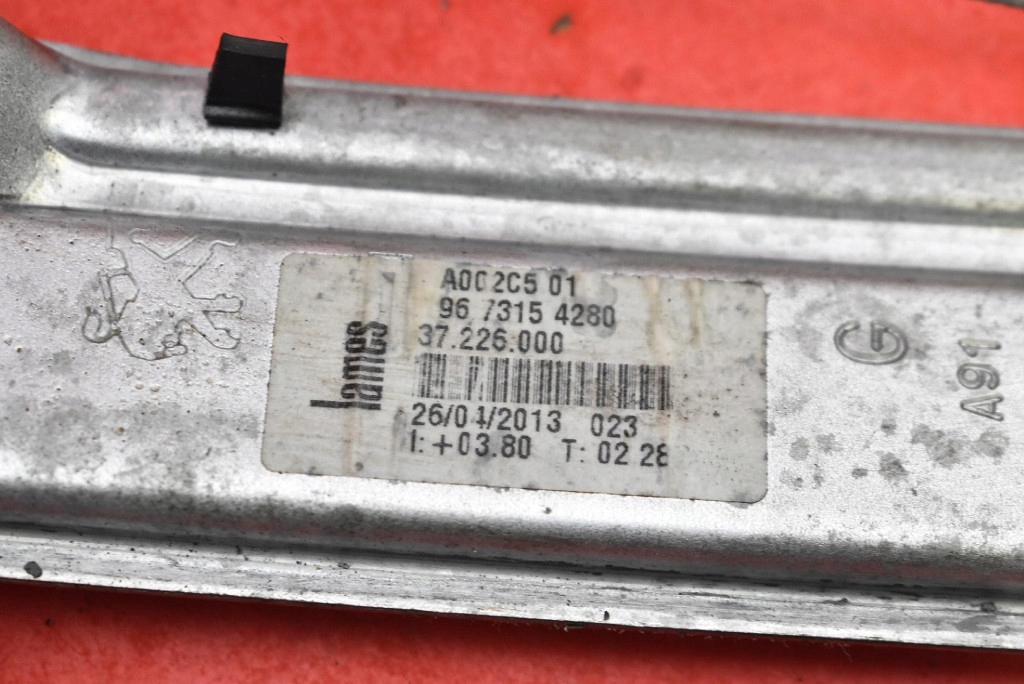 lames
A002C5 01
96 7315 4280
37.226.000
26/04/2013 023
I: +03.80 T: 02 28
G
A91